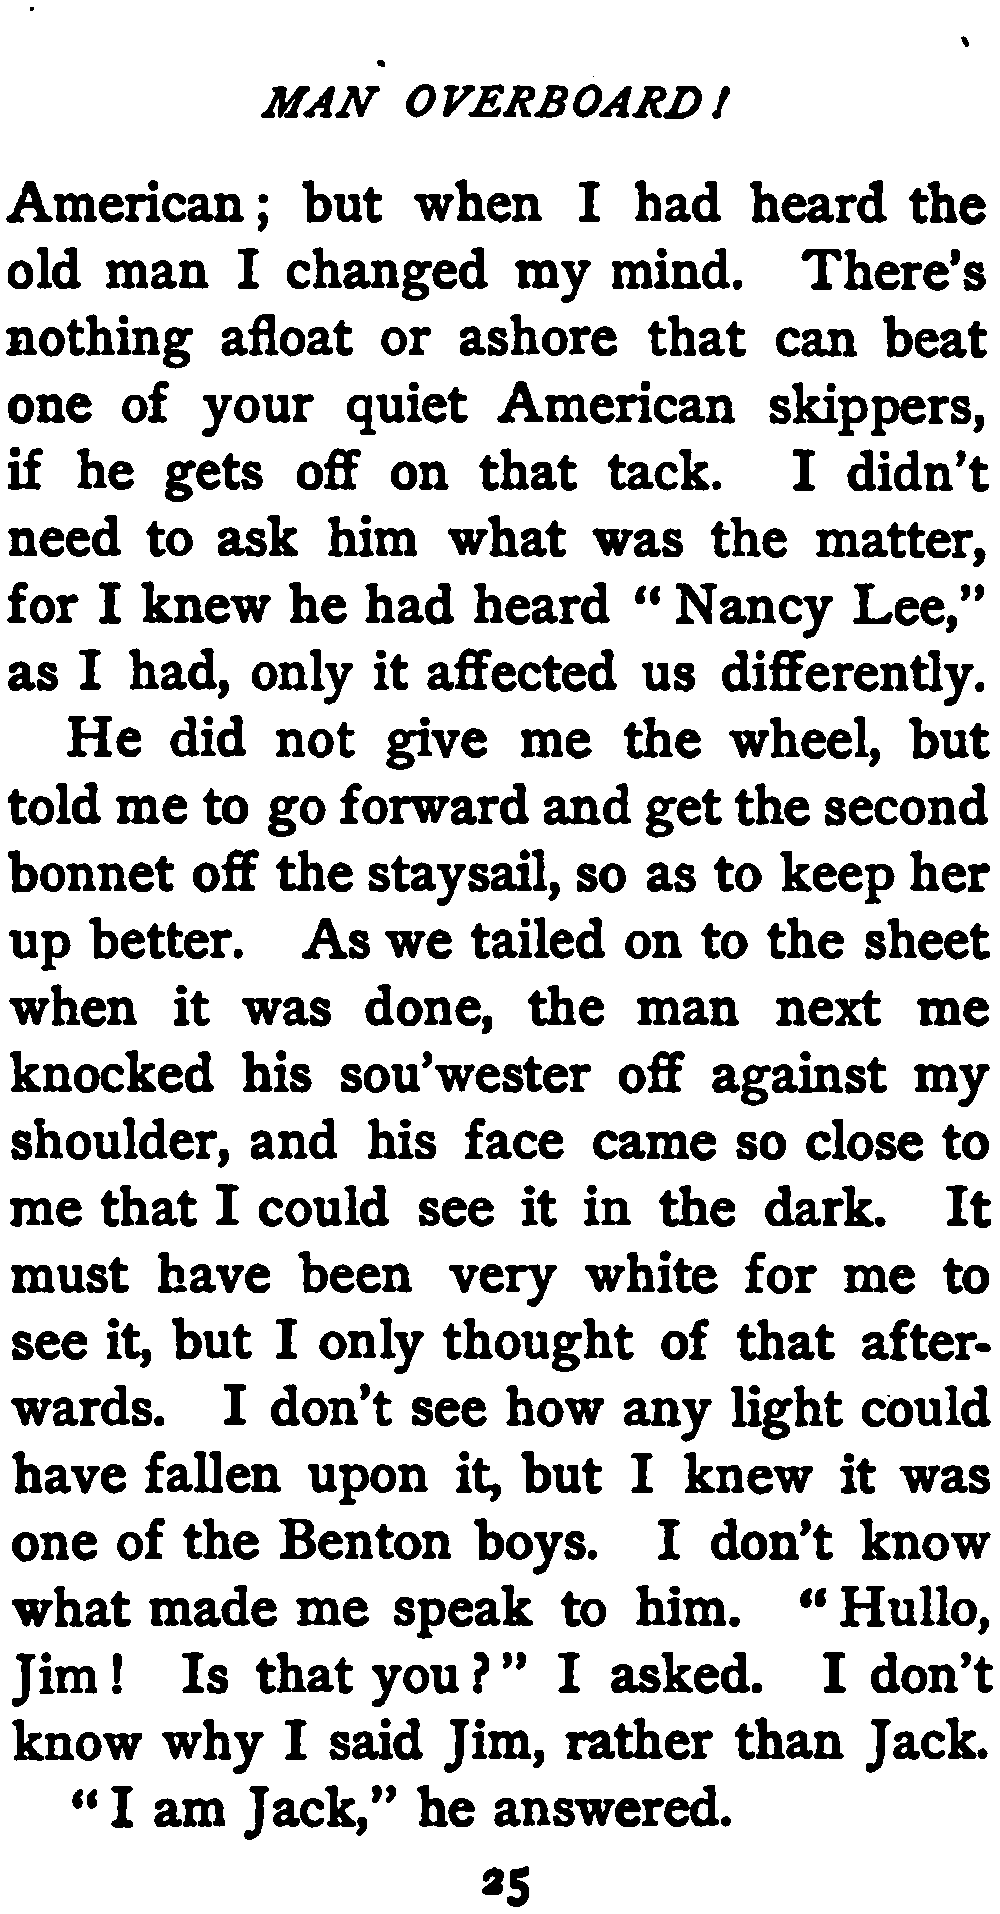 MAN OVERBOARD!
American; but when I had heard the
old man I changed my mind. There's
nothing afloat or ashore that can beat
one of your quiet American skippers,
if he gets off on that tack. I didn't
need to ask him what was the matter,
for I knew he had heard "Nancy Lee,"
as I had, only it affected us differently.
He did not give me the wheel, but
told me to go forward and get the second
bonnet off the staysail, so as to keep her
up better. As we tailed on to the sheet
when it was done, the man next me
knocked his sou'wester off against my
shoulder, and his face came so close to
me that I could see it in the dark. It
must have been very white for me to
see it, but I only thought of that after-
wards. I don't see how any light could
have fallen upon it, but I knew it was
one of the Benton boys. I don't know
what made me speak to him. "Hullo,
Jim! Is that you?" I asked. I don't
know why I said Jim, rather than Jack.
"I am Jack," he answered.
25